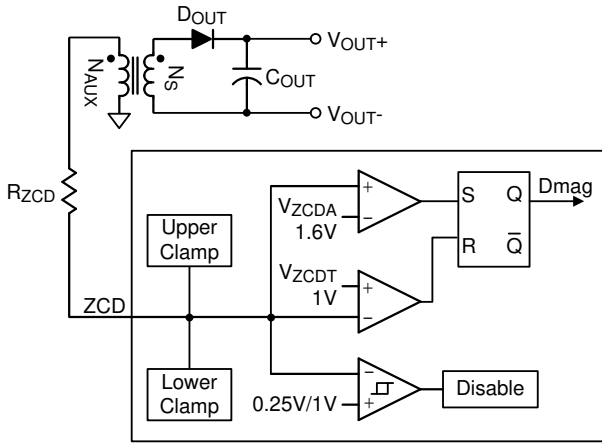 DOUT
VOUT+
NAUX
NS
COUT
VOUT-
RZCD
Upper
Clamp
VZCDA
1.6V
+
−
S
Q
Dmag
R
Q̅
VZCDT
1V
+
−
ZCD
Lower
Clamp
−
+
0.25V/1V
Disable